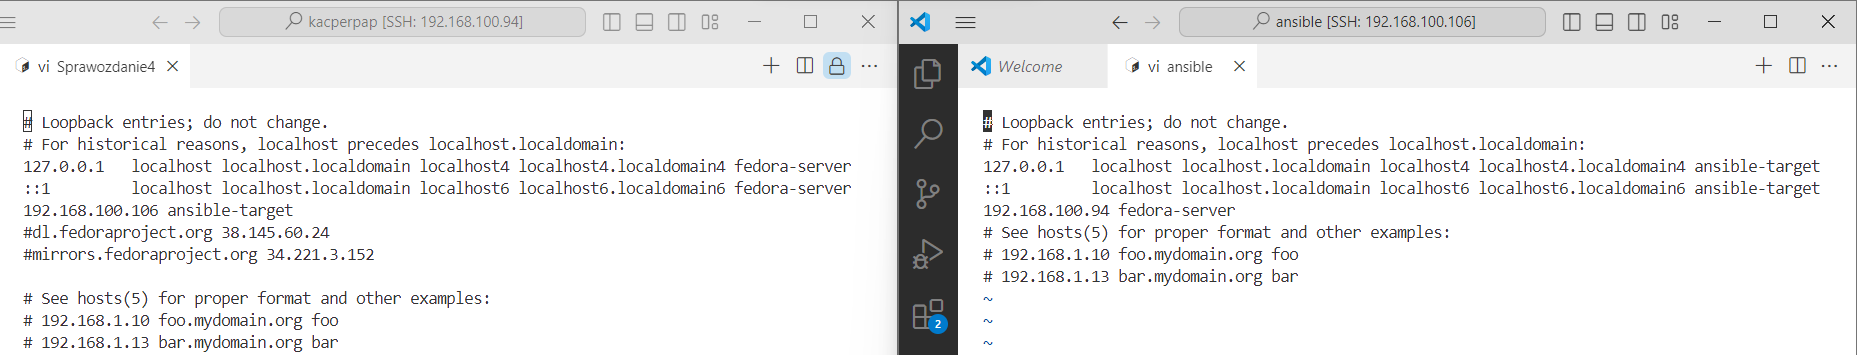 kacperpap [SSH: 192.168.100.94]
vi Sprawozdanie4
# Loopback entries; do not change.
# For historical reasons, localhost precedes localhost.localdomain:
127.0.0.1   localhost localhost.localdomain localhost4 localhost4.localdomain4 fedora-server
::1         localhost localhost.localdomain localhost6 localhost6.localdomain6 fedora-server
192.168.100.106 ansible-target
#dl.fedoraproject.org 38.145.60.24
#mirrors.fedoraproject.org 34.221.3.152
# See hosts(5) for proper format and other examples:
# 192.168.1.10 foo.mydomain.org foo
# 192.168.1.13 bar.mydomain.org bar
ansible [SSH: 192.168.100.106]
Welcome
vi ansible
# Loopback entries; do not change.
# For historical reasons, localhost precedes localhost.localdomain:
127.0.0.1   localhost localhost.localdomain localhost4 localhost4.localdomain4 ansible-target
::1         localhost localhost.localdomain localhost6 localhost6.localdomain6 ansible-target
192.168.100.94 fedora-server
# See hosts(5) for proper format and other examples:
# 192.168.1.10 foo.mydomain.org foo
# 192.168.1.13 bar.mydomain.org bar
~
~
~
2